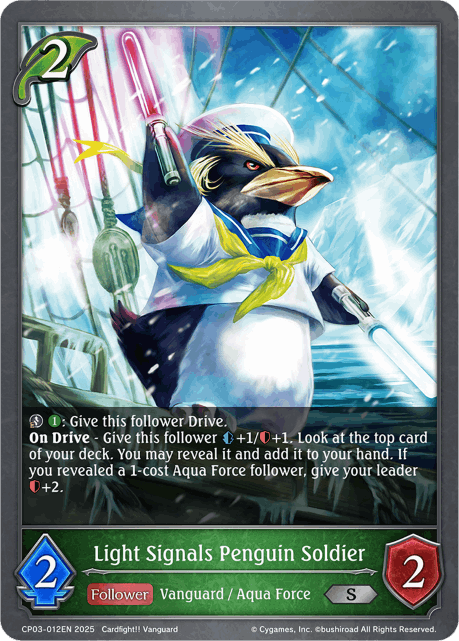 2
1 : Give this follower Drive.
On Drive - Give this follower +1/+1. Look at the top card
of your deck. You may reveal it and add it to your hand. If
you revealed a 1-cost Aqua Force follower, give your leader
+2.
Light Signals Penguin Soldier
2
Follower Vanguard / Aqua Force S
2
CP03-012EN 2025 Cardfight!! Vanguard © Cygames, Inc. ©bushiroad All Rights Reserved.